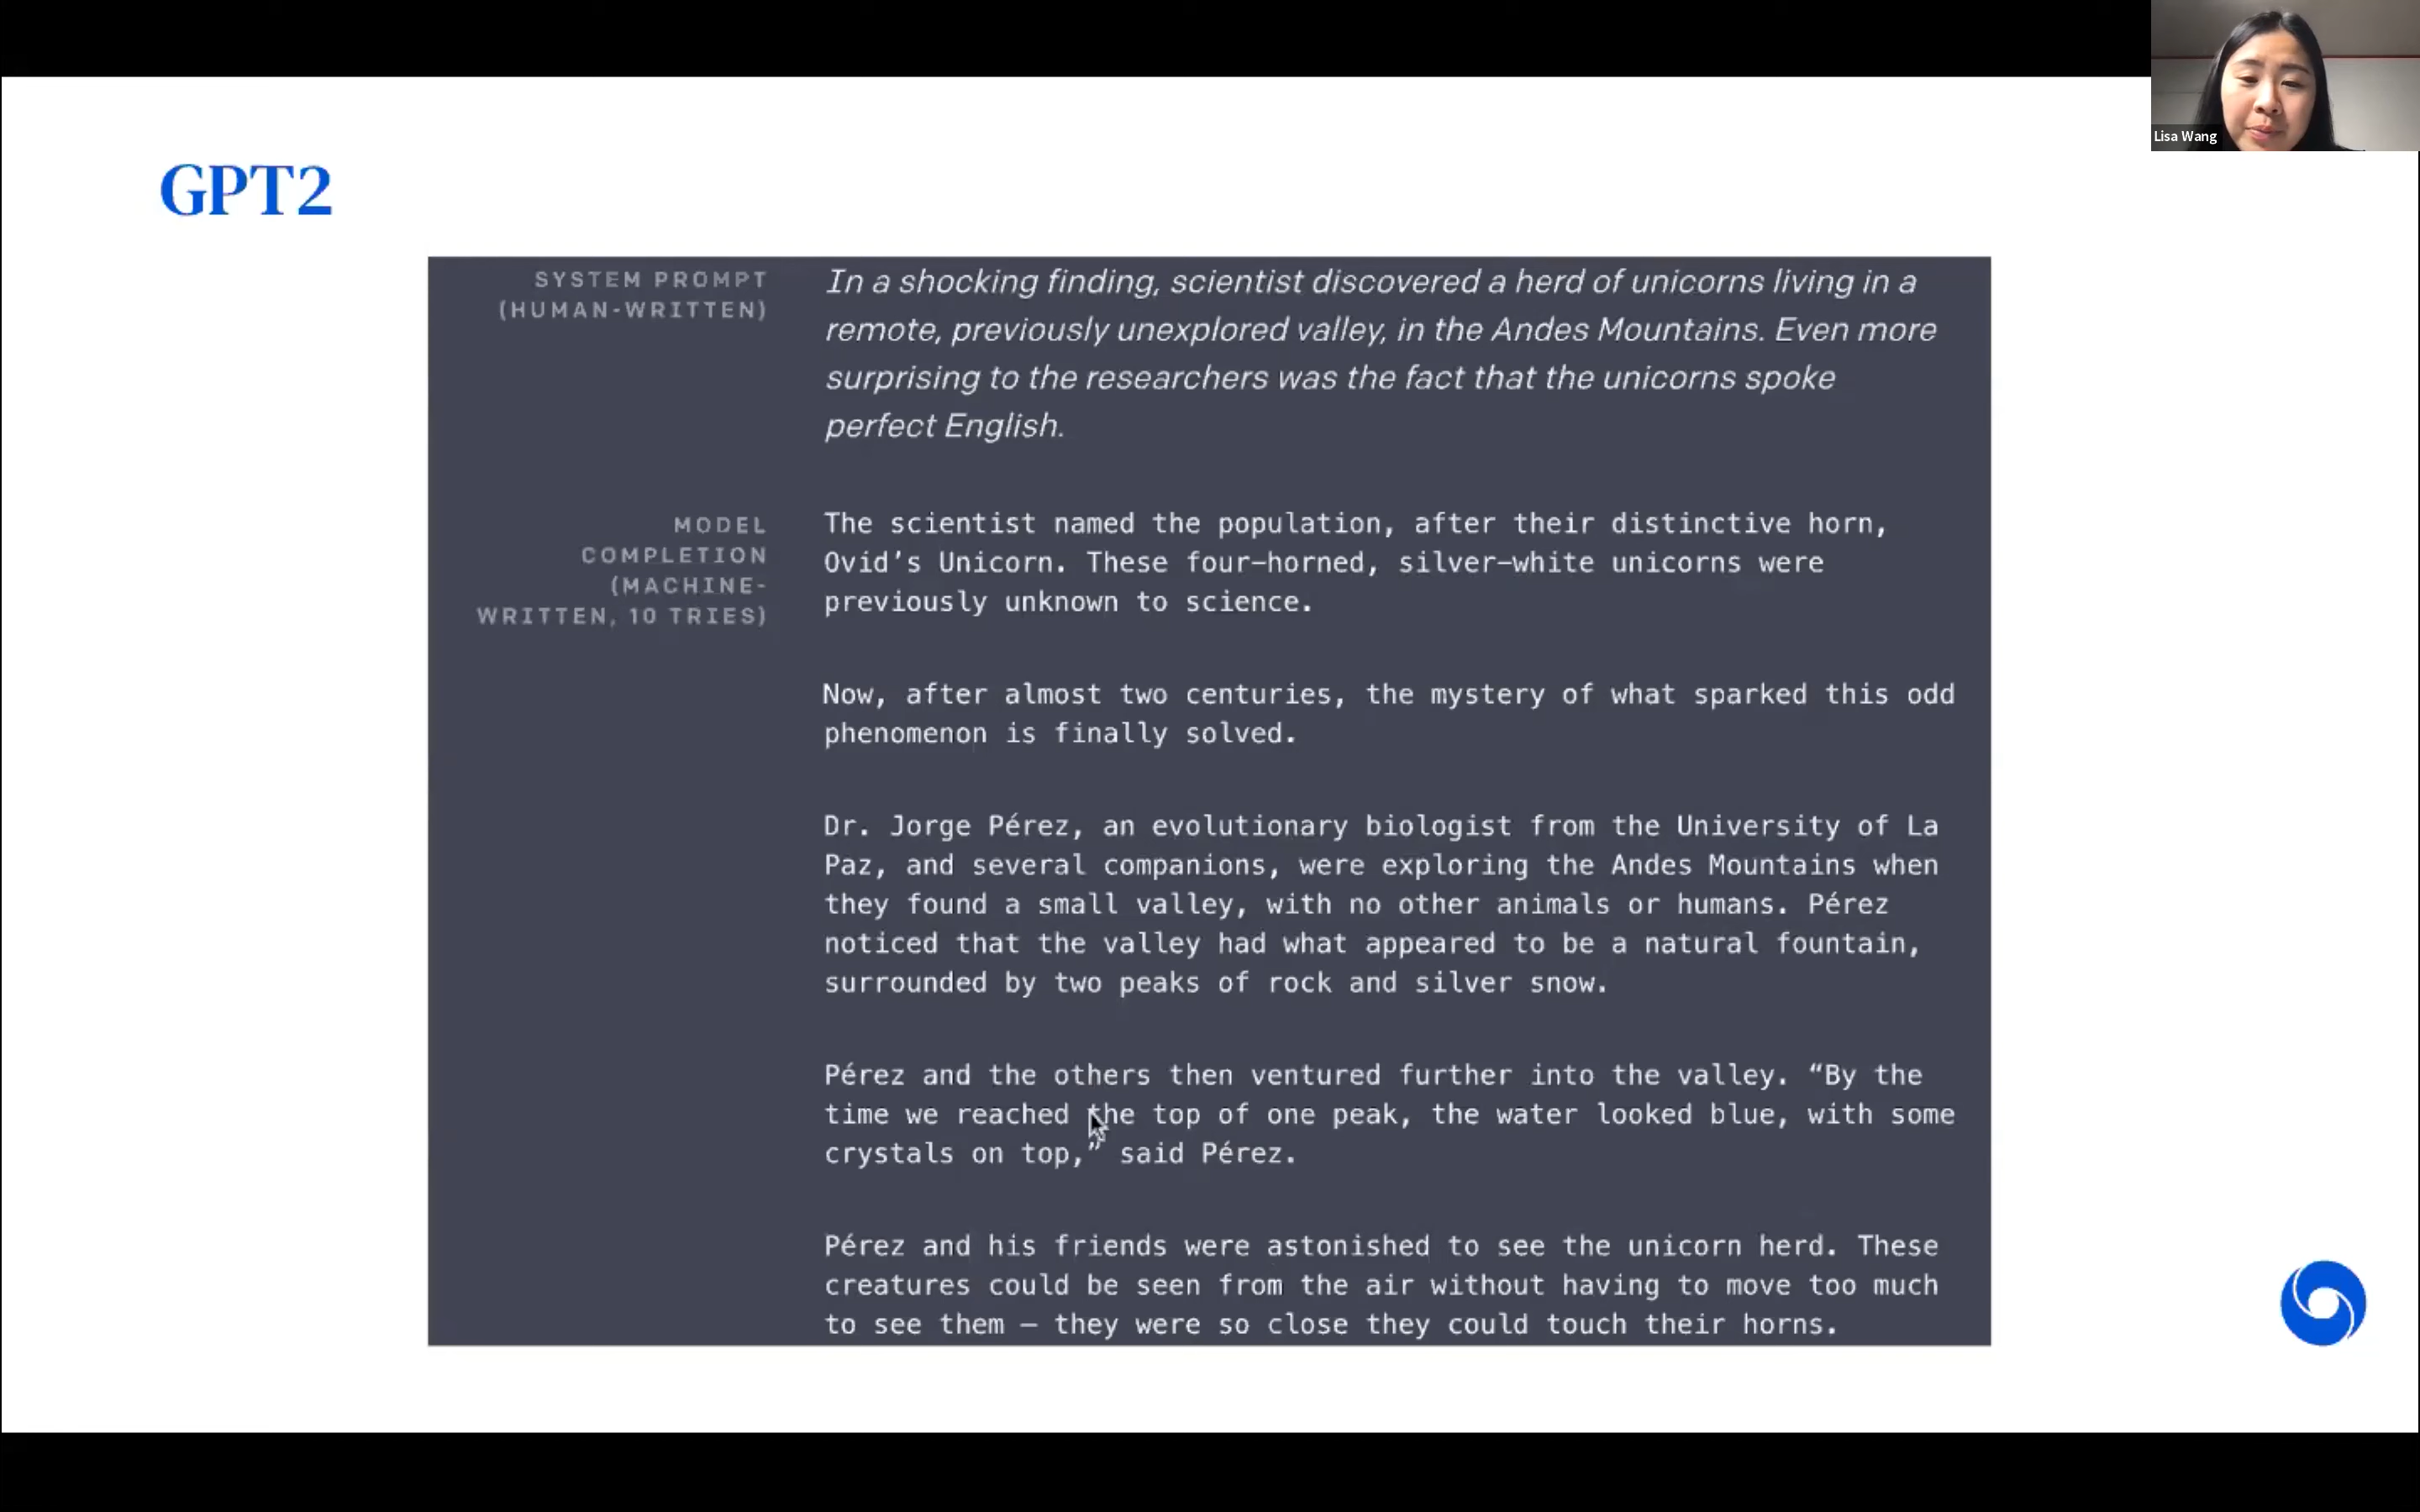 Lisa Wang
GPT2
SYSTEM PROMPT
(HUMAN-WRITTEN)
In a shocking finding, scientist discovered a herd of unicorns living in a
remote, previously unexplored valley, in the Andes Mountains. Even more
surprising to the researchers was the fact that the unicorns spoke
perfect English.
MODEL
COMPLETION
(MACHINE-
WRITTEN, 10 TRIES)
The scientist named the population, after their distinctive horn,
Ovid’s Unicorn. These four-horned, silver-white unicorns were
previously unknown to science.
Now, after almost two centuries, the mystery of what sparked this odd
phenomenon is finally solved.
Dr. Jorge Pérez, an evolutionary biologist from the University of La
Paz, and several companions, were exploring the Andes Mountains when
they found a small valley, with no other animals or humans. Pérez
noticed that the valley had what appeared to be a natural fountain,
surrounded by two peaks of rock and silver snow.
Pérez and the others then ventured further into the valley. “By the
time we reached the top of one peak, the water looked blue, with some
crystals on top,” said Pérez.
Pérez and his friends were astonished to see the unicorn herd. These
creatures could be seen from the air without having to move too much
to see them – they were so close they could touch their horns.